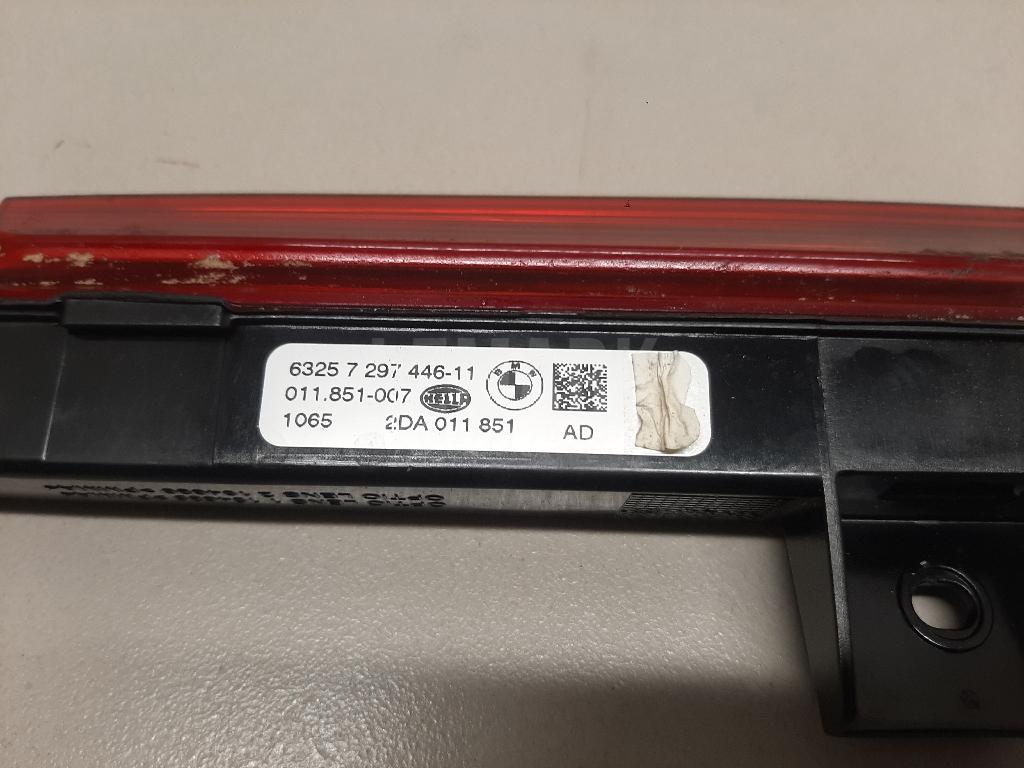 6325 7 297 446-11
011.851-007 HELLA BMW
1065 2DA 011 851 AD